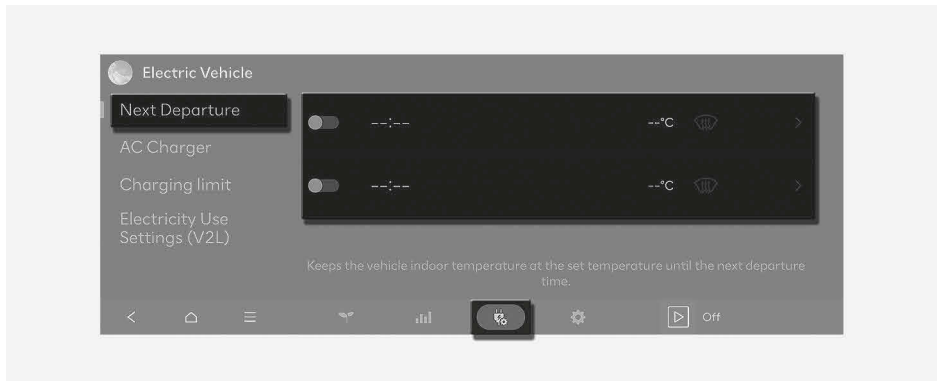 Electric Vehicle
Next Departure
--:-- --°C
AC Charger
Charging limit
--:-- --°C
Electricity Use
Settings (V2L)
Keeps the vehicle indoor temperature at the set temperature until the next departure
time.
Off